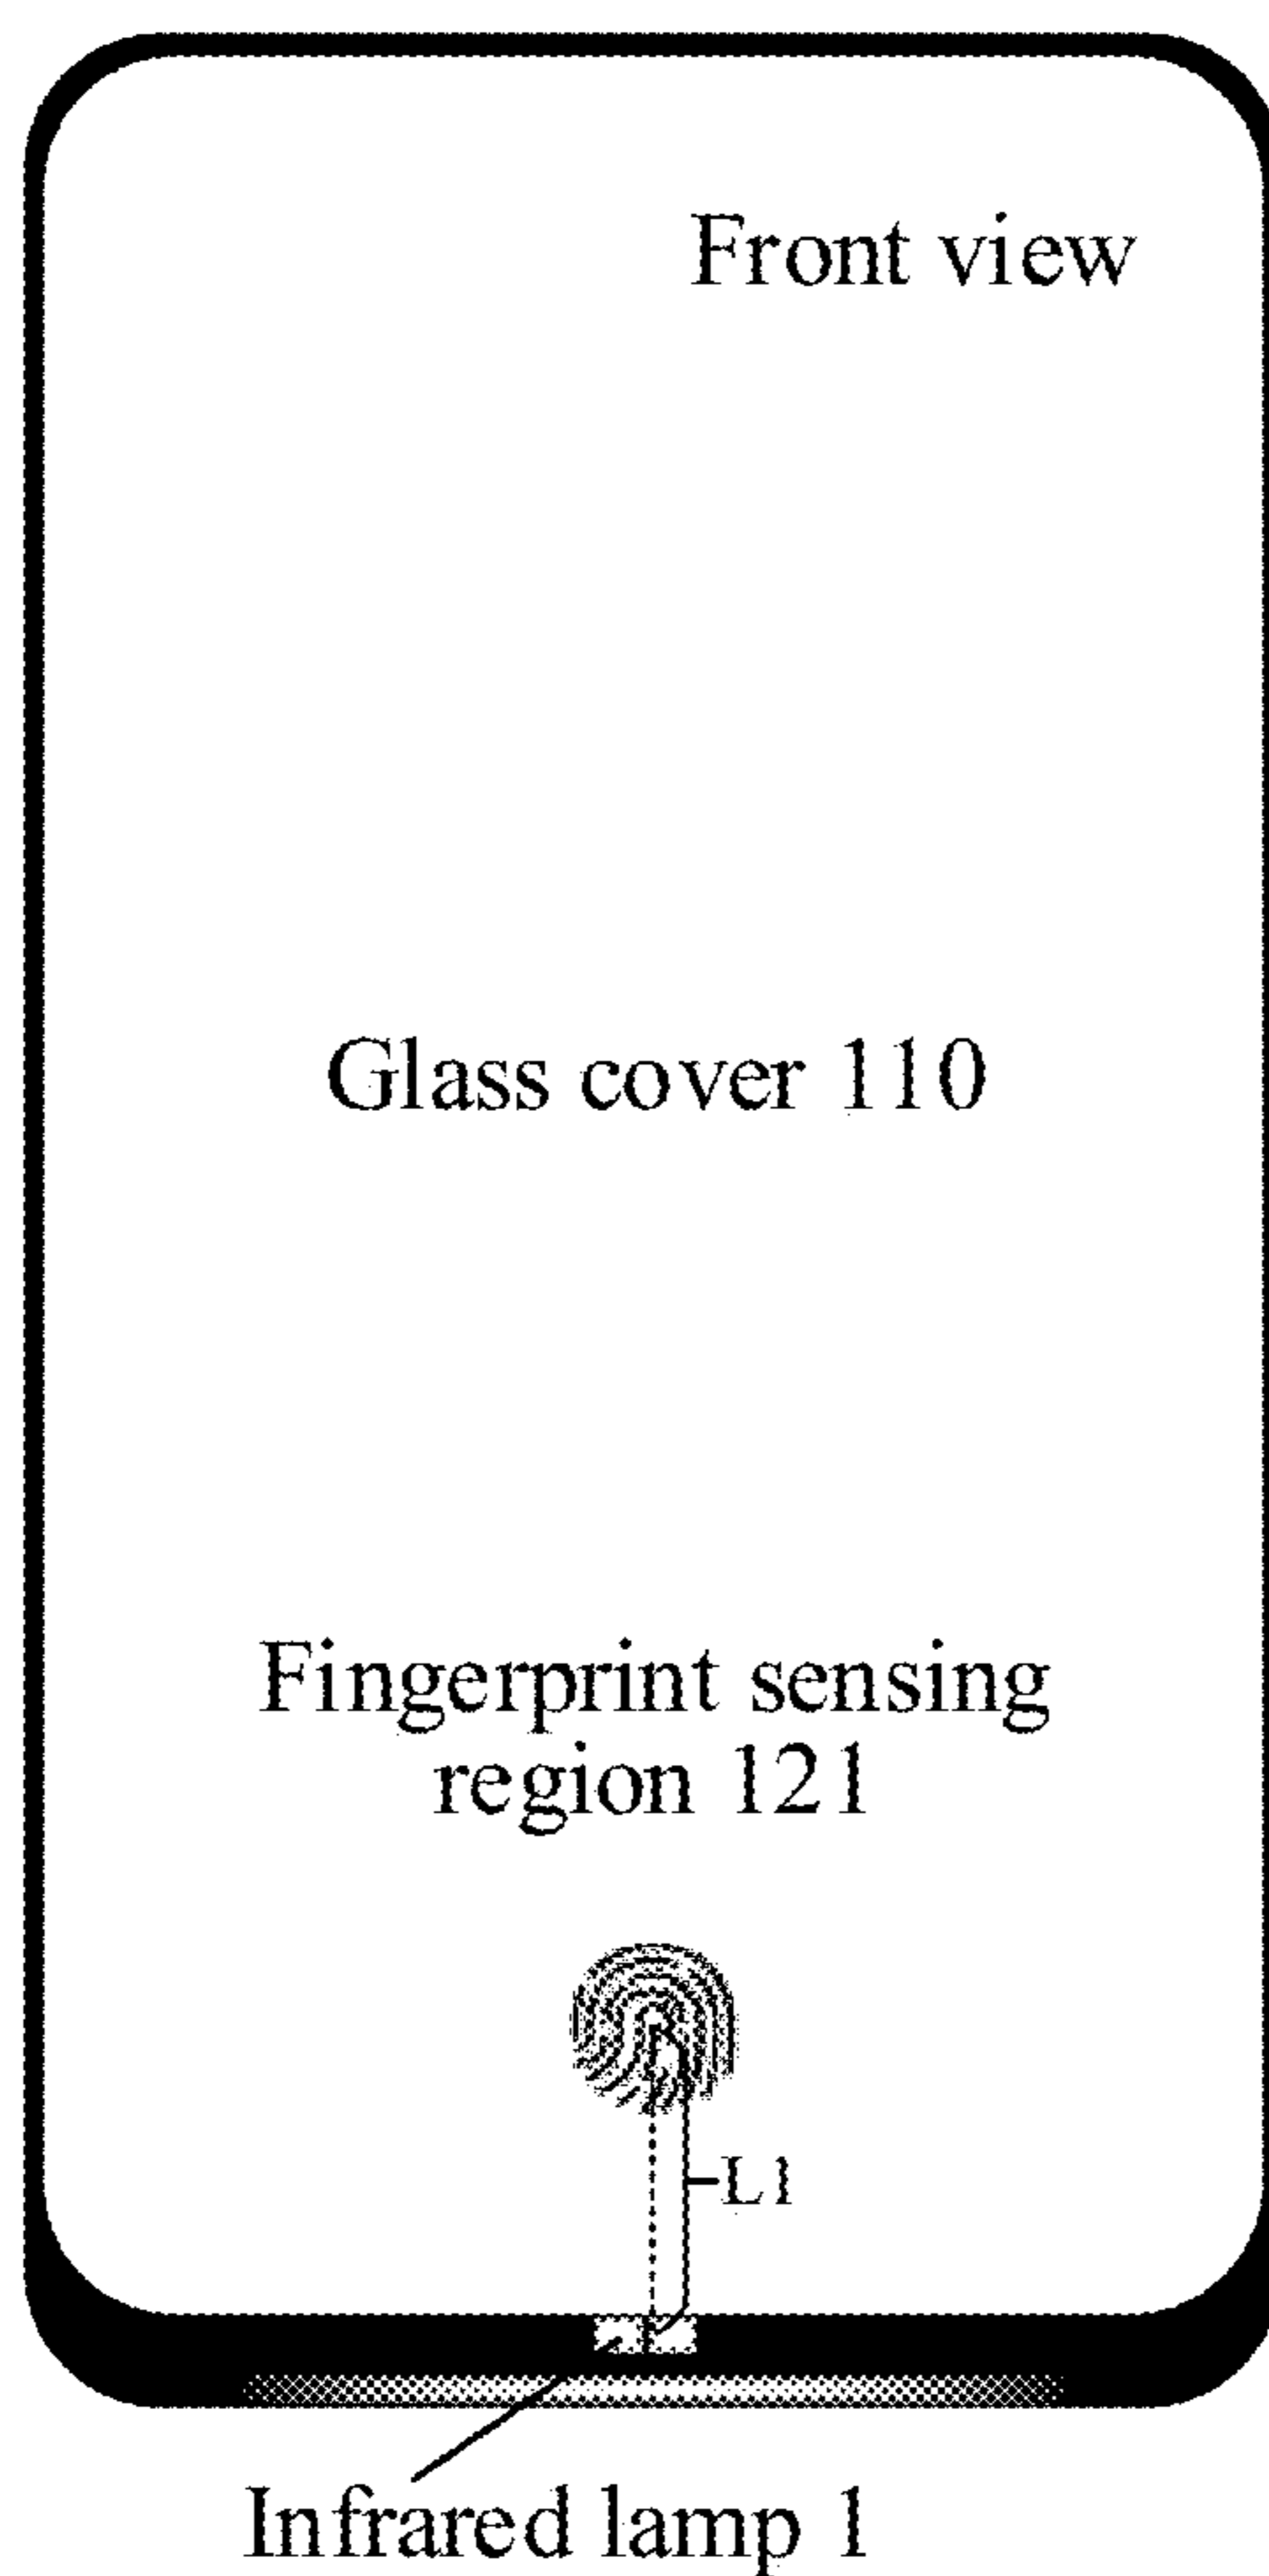 Front view
Glass cover 110
Fingerprint sensing
region 121
L1
Infrared lamp 1